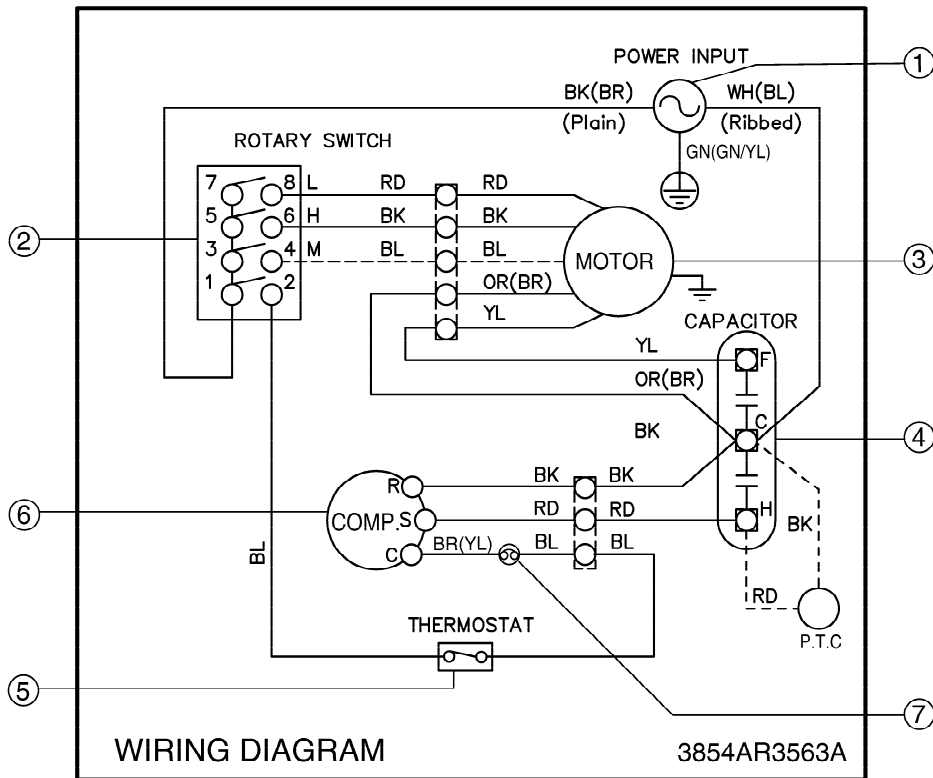 POWER INPUT
1
BK(BR)
WH(BL)
(Plain)
(Ribbed)
GN(GN/YL)
ROTARY SWITCH
7 8 L RD RD
5 6 H BK BK
2
3 4 M BL BL
MOTOR
3
1 2
OR(BR)
YL
CAPACITOR
YL
F
OR(BR)
BK
C
4
R BK BK
6
COMP. S RD RD
H
BK
C BR(YL) BL BL
BL
RD
THERMOSTAT
P.T.C
5
7
WIRING DIAGRAM
3854AR3563A